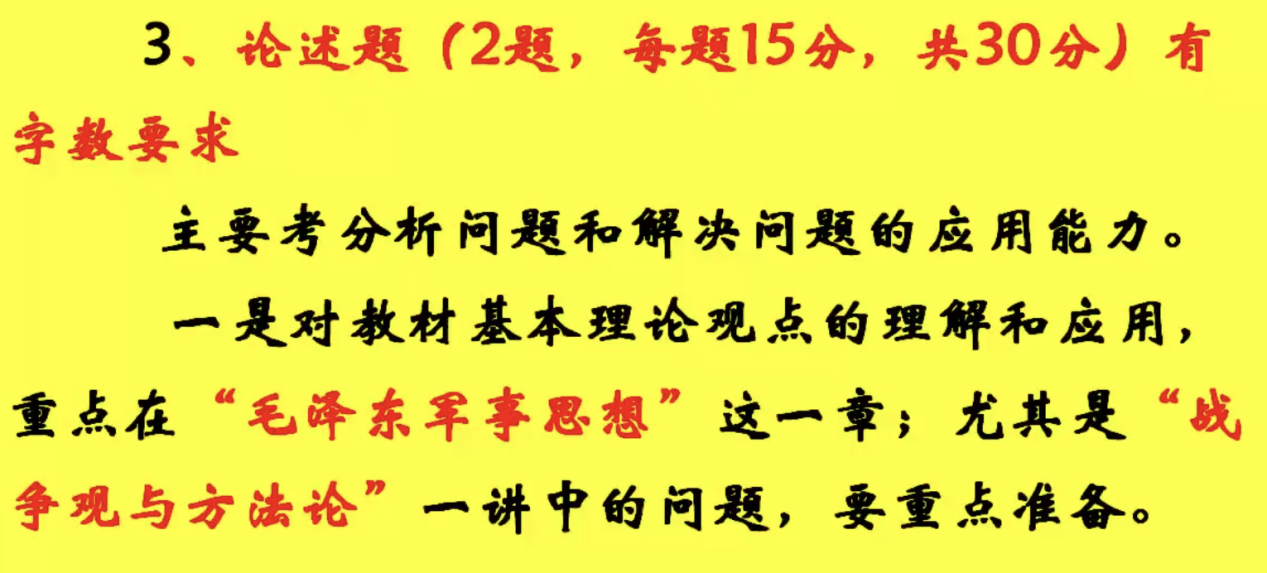 3、论述题（2题，每题15分，共30分）有
字数要求
主要考分析问题和解决问题的应用能力。
一是对教材基本理论观点的理解和应用，
重点在“毛泽东军事思想”这一章；尤其是“战
争观与方法论”一讲中的问题，要重点准备。